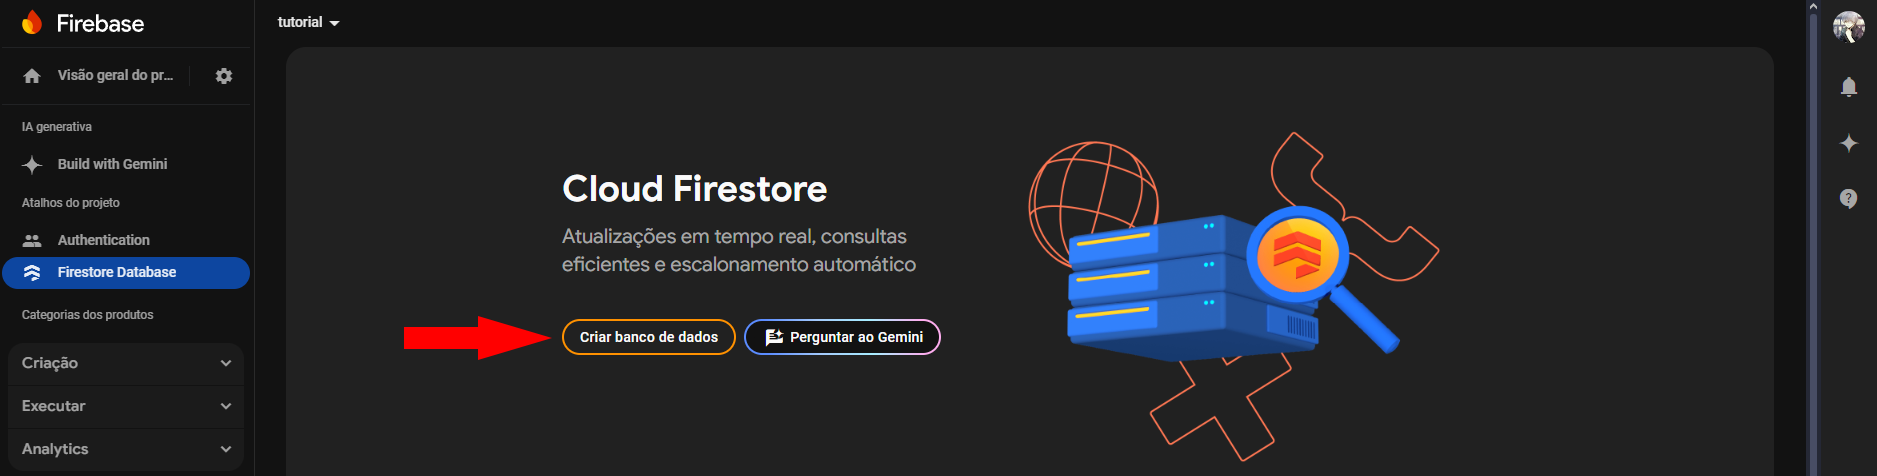 Firebase
tutorial
Visão geral do pr...
IA generativa
Build with Gemini
Atalhos do projeto
Authentication
Firestore Database
Categorias dos produtos
Criação
Executar
Analytics
Cloud Firestore
Atualizações em tempo real, consultas
eficientes e escalonamento automático
Criar banco de dados
Perguntar ao Gemini